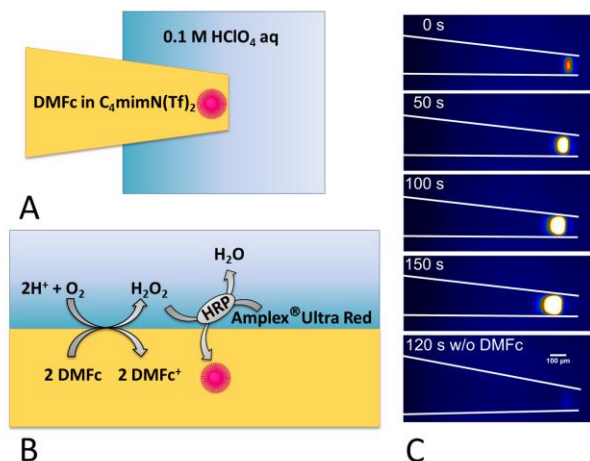 0.1 M HClO₄ aq
DMFc in C₄mimN(Tf)₂
A
H₂O
2H⁺ + O₂ H₂O₂
HRP
Amplex®Ultra Red
2 DMFc 2 DMFc⁺
B
0 s
50 s
100 s
150 s
120 s w/o DMFc
100 µm
C